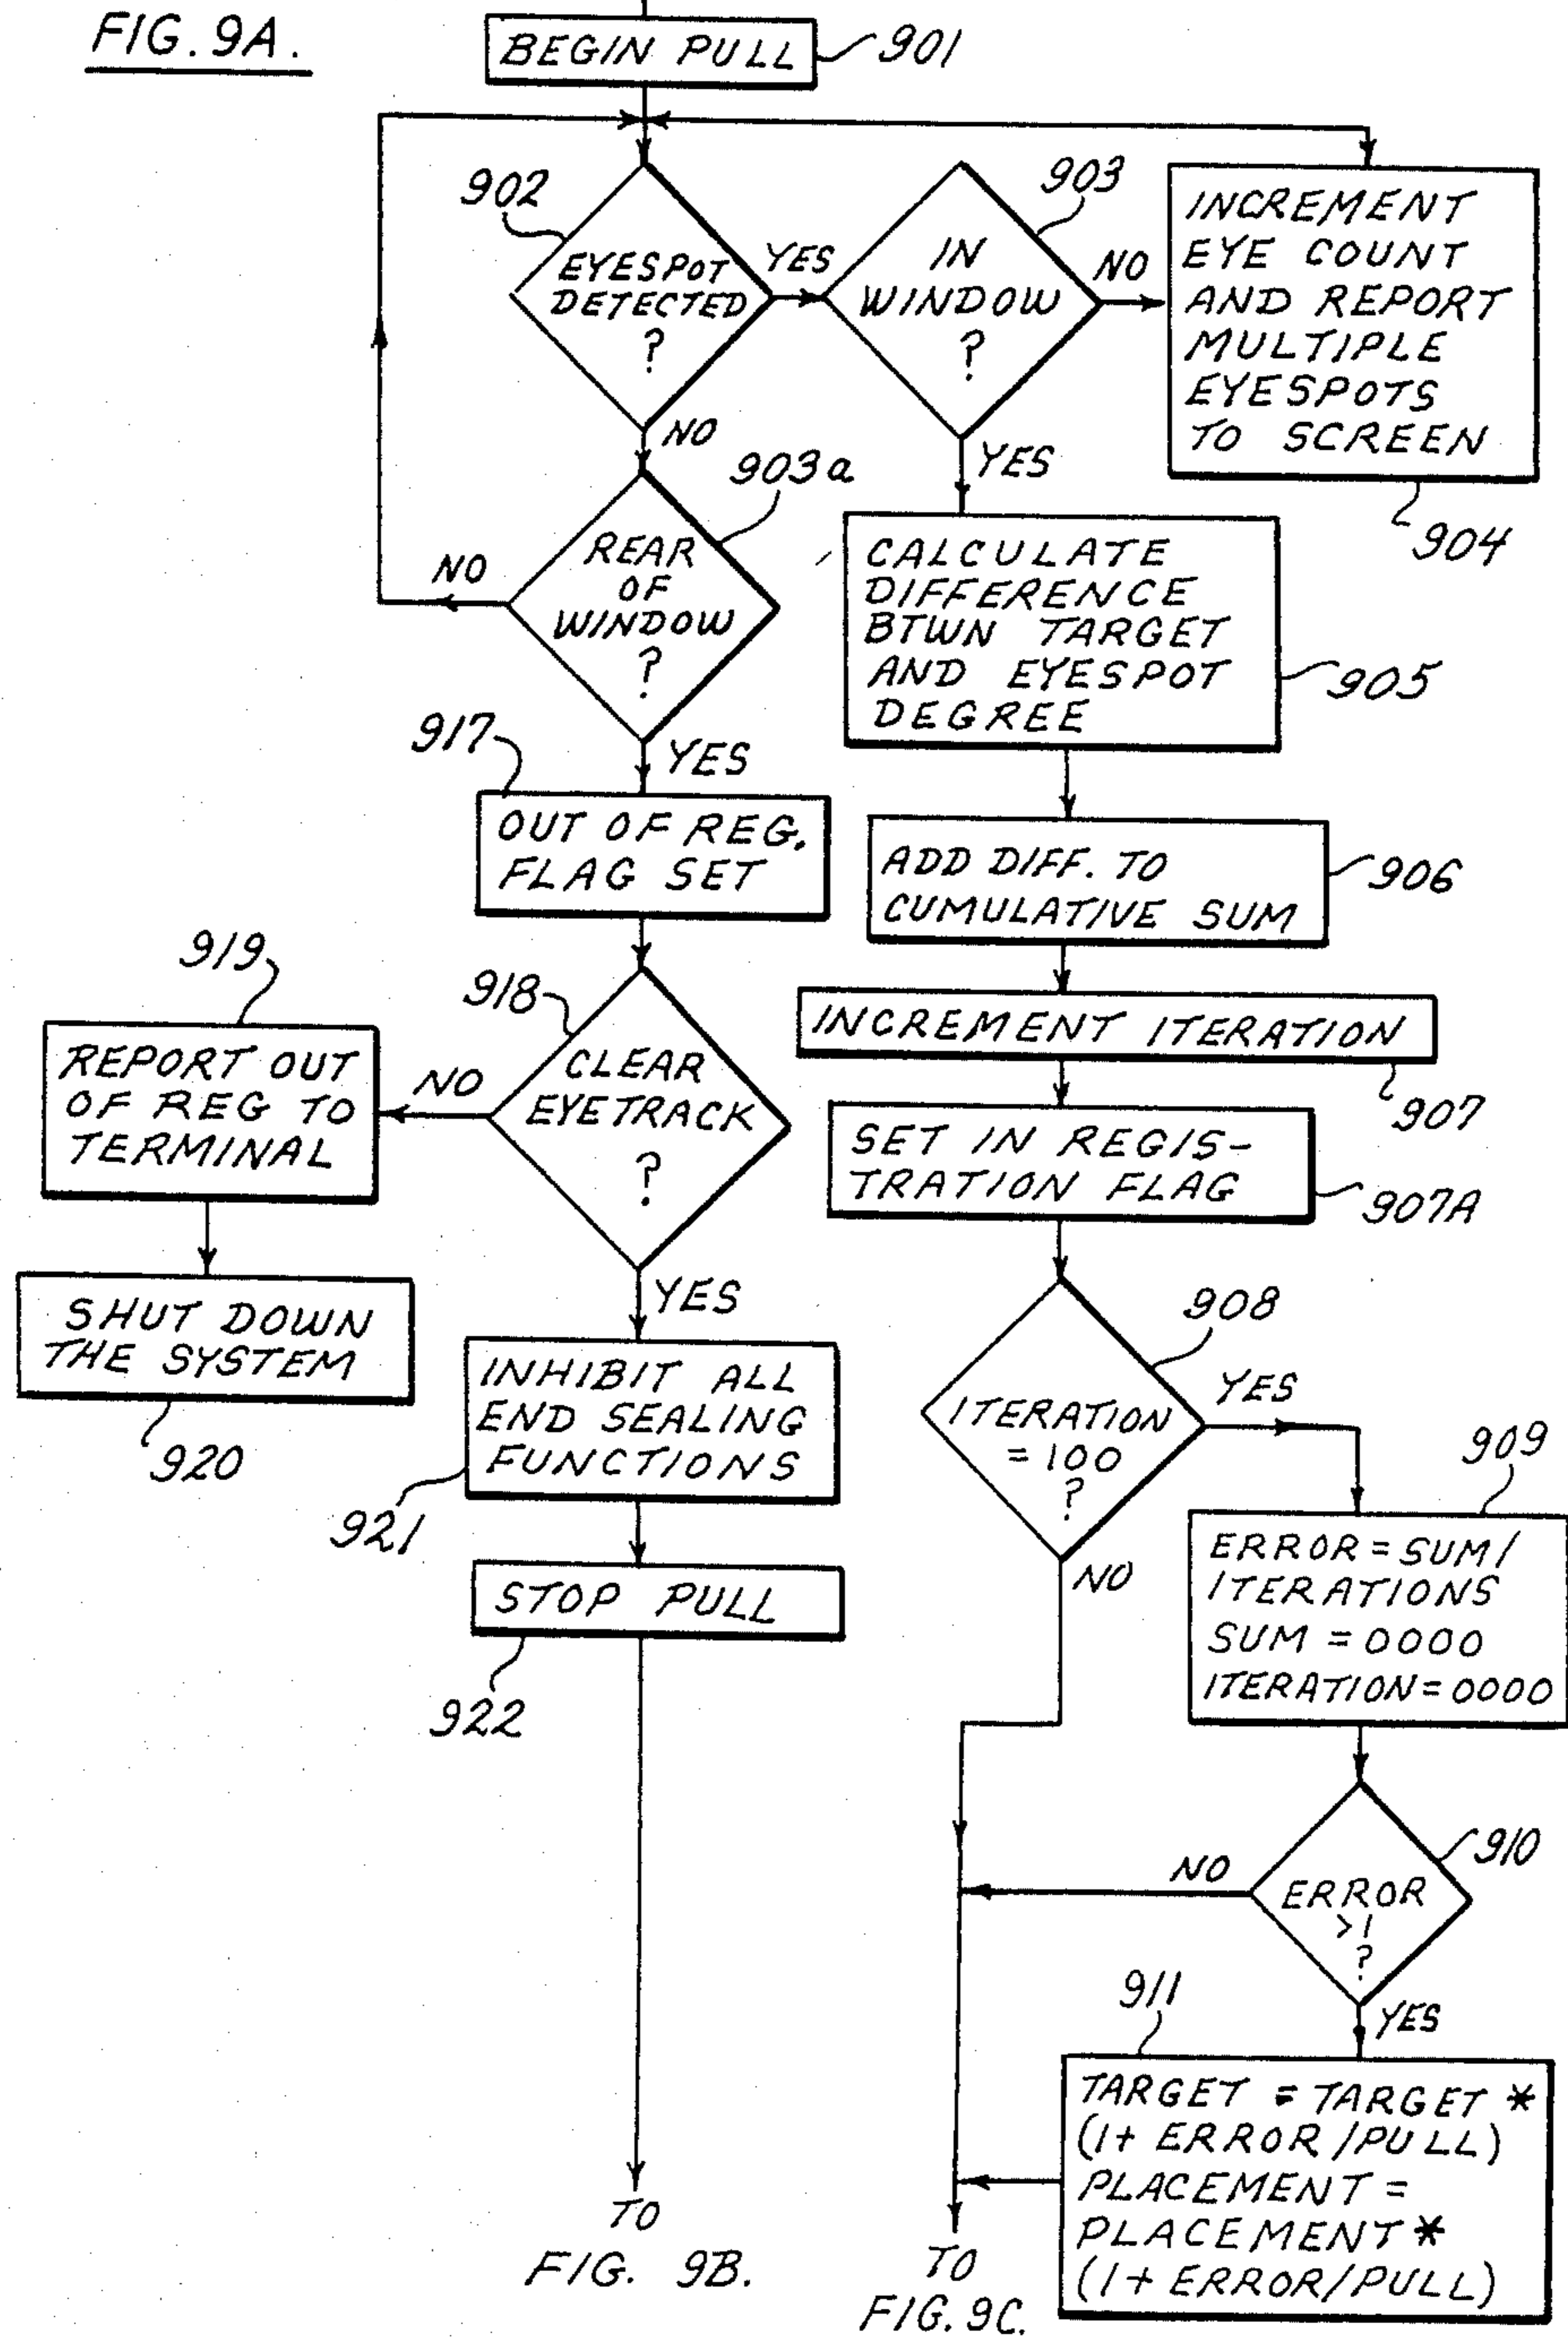 FIG. 9A.
BEGIN PULL
901
902
EYESPOT
DETECTED
?
YES
NO
903
IN
WINDOW
?
NO
YES
INCREMENT
EYE COUNT
AND REPORT
MULTIPLE
EYESPOTS
TO SCREEN
904
903a
REAR
OF
WINDOW
?
NO
YES
CALCULATE
DIFFERENCE
BTWN TARGET
AND EYESPOT
DEGREE
905
917
OUT OF REG.
FLAG SET
ADD DIFF. TO
CUMULATIVE SUM
906
INCREMENT ITERATION
907
918
CLEAR
EYETRACK
?
NO
YES
919
REPORT OUT
OF REG TO
TERMINAL
SHUT DOWN
THE SYSTEM
920
SET IN REGIS-
TRATION FLAG
907A
908
ITERATION
= 100
?
YES
NO
INHIBIT ALL
END SEALING
FUNCTIONS
921
STOP PULL
922
909
ERROR = SUM/
ITERATIONS
SUM = 0000
ITERATION = 0000
910
ERROR
>1
?
NO
YES
911
TARGET = TARGET *
(1+ ERROR/PULL)
PLACEMENT =
PLACEMENT *
(1+ ERROR/PULL)
TO
FIG. 9B.
TO
FIG. 9C.